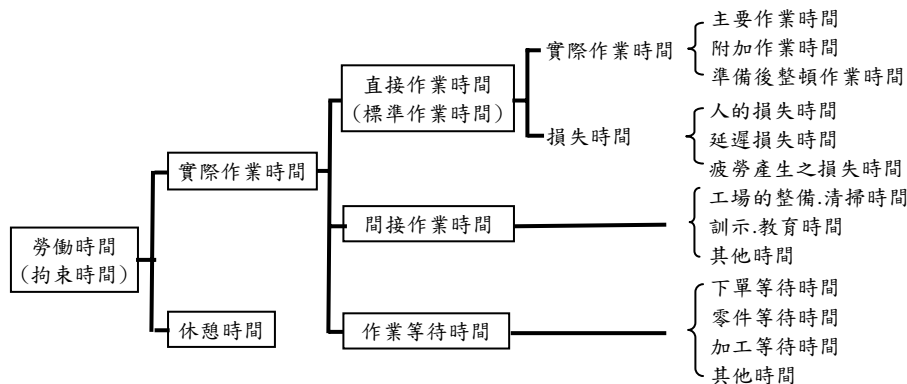 勞働時間
(拘束時間)
實際作業時間
休憩時間
直接作業時間
(標準作業時間)
間接作業時間
作業等待時間
實際作業時間
損失時間
主要作業時間
附加作業時間
準備後整頓作業時間
人的損失時間
延遲損失時間
疲勞產生之損失時間
工場的整備.清掃時間
訓示.教育時間
其他時間
下單等待時間
零件等待時間
加工等待時間
其他時間